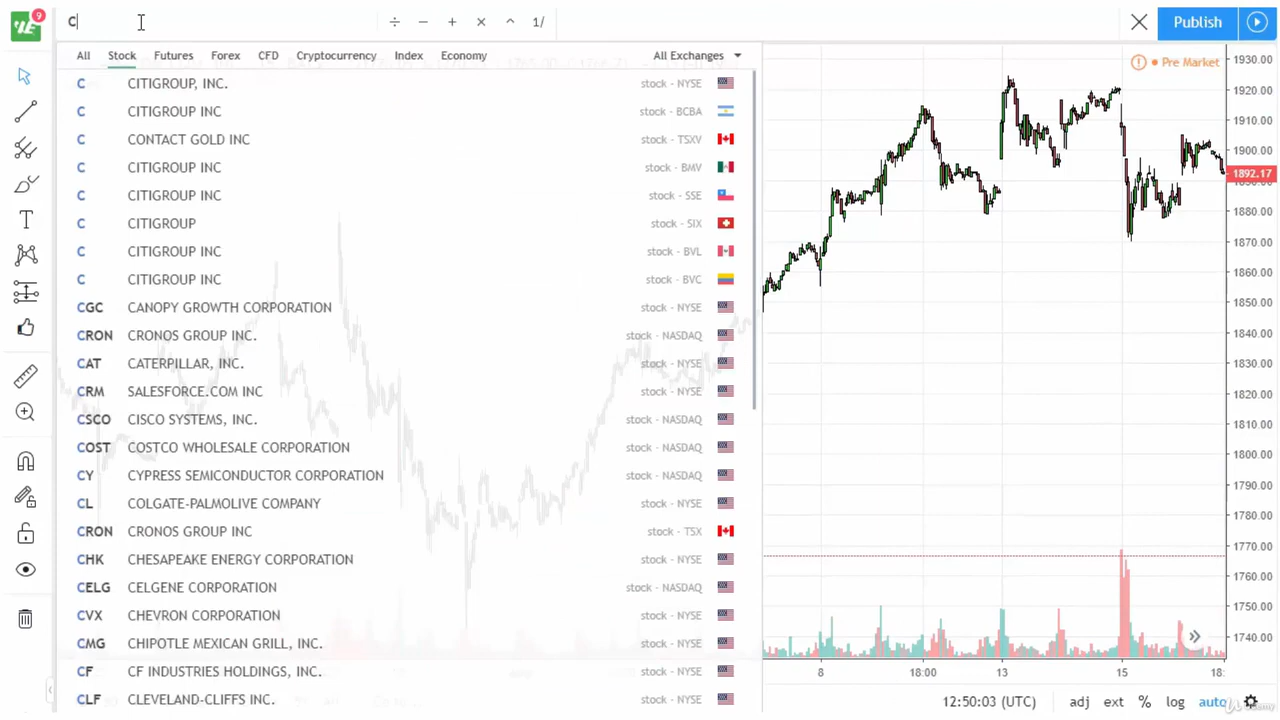 9
C
÷ − + × ^ 1/
Publish
All Stock Futures Forex CFD Cryptocurrency Index Economy All Exchanges
Pre Market
C CITIGROUP, INC. stock - NYSE
C CITIGROUP INC stock - BCBA
C CONTACT GOLD INC stock - TSXV
C CITIGROUP INC stock - BMV
C CITIGROUP INC stock - SSE
C CITIGROUP stock - SIX
C CITIGROUP INC stock - BVL
C CITIGROUP INC stock - BVC
CGC CANOPY GROWTH CORPORATION stock - NYSE
CRON CRONOS GROUP INC. stock - NASDAQ
CAT CATERPILLAR, INC. stock - NYSE
CRM SALESFORCE.COM INC stock - NYSE
CSCO CISCO SYSTEMS, INC. stock - NASDAQ
COST COSTCO WHOLESALE CORPORATION stock - NASDAQ
CY CYPRESS SEMICONDUCTOR CORPORATION stock - NASDAQ
CL COLGATE-PALMOLIVE COMPANY stock - NYSE
CRON CRONOS GROUP INC stock - TSX
CHK CHESAPEAKE ENERGY CORPORATION stock - NYSE
CELG CELGENE CORPORATION stock - NASDAQ
CVX CHEVRON CORPORATION stock - NYSE
CMG CHIPOTLE MEXICAN GRILL, INC. stock - NYSE
CF CF INDUSTRIES HOLDINGS, INC. stock - NYSE
CLF CLEVELAND-CLIFFS INC. stock - NYSE
1930.00
1920.00
1910.00
1900.00
1892.17
1880.00
1870.00
1860.00
1850.00
1840.00
1830.00
1820.00
1810.00
1800.00
1790.00
1780.00
1770.00
1760.00
1750.00
1740.00
8 18:00 13 15 18:
12:50:03 (UTC) adj ext % log auto
Udemy